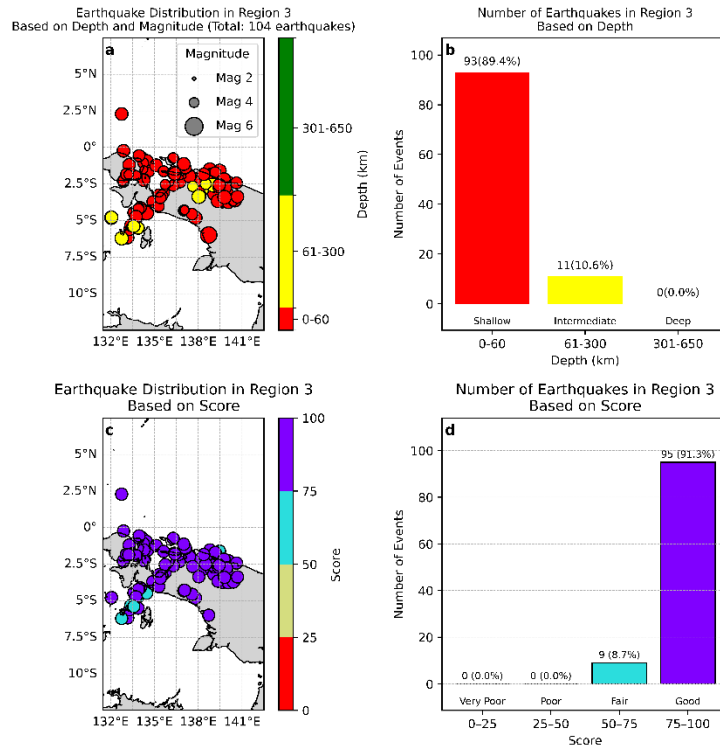 Earthquake Distribution in Region 3
Based on Depth and Magnitude (Total: 104 earthquakes)
a
Magnitude
Mag 2
Mag 4
Mag 6
5°N
2.5°N
0°
2.5°S
5°S
7.5°S
10°S
132°E 135°E 138°E 141°E
301-650
61-300
0-60
Depth (km)
Number of Earthquakes in Region 3
Based on Depth
b
93(89.4%)
11(10.6%)
0(0.0%)
100
80
60
40
20
0
Number of Events
Shallow Intermediate Deep
0-60 61-300 301-650
Depth (km)
Earthquake Distribution in Region 3
Based on Score
c
5°N
2.5°N
0°
2.5°S
5°S
7.5°S
10°S
132°E 135°E 138°E 141°E
100
75
50
25
0
Score
Number of Earthquakes in Region 3
Based on Score
d
95 (91.3%)
9 (8.7%)
0 (0.0%) 0 (0.0%)
100
80
60
40
20
0
Number of Events
Very Poor Poor Fair Good
0–25 25–50 50–75 75–100
Score